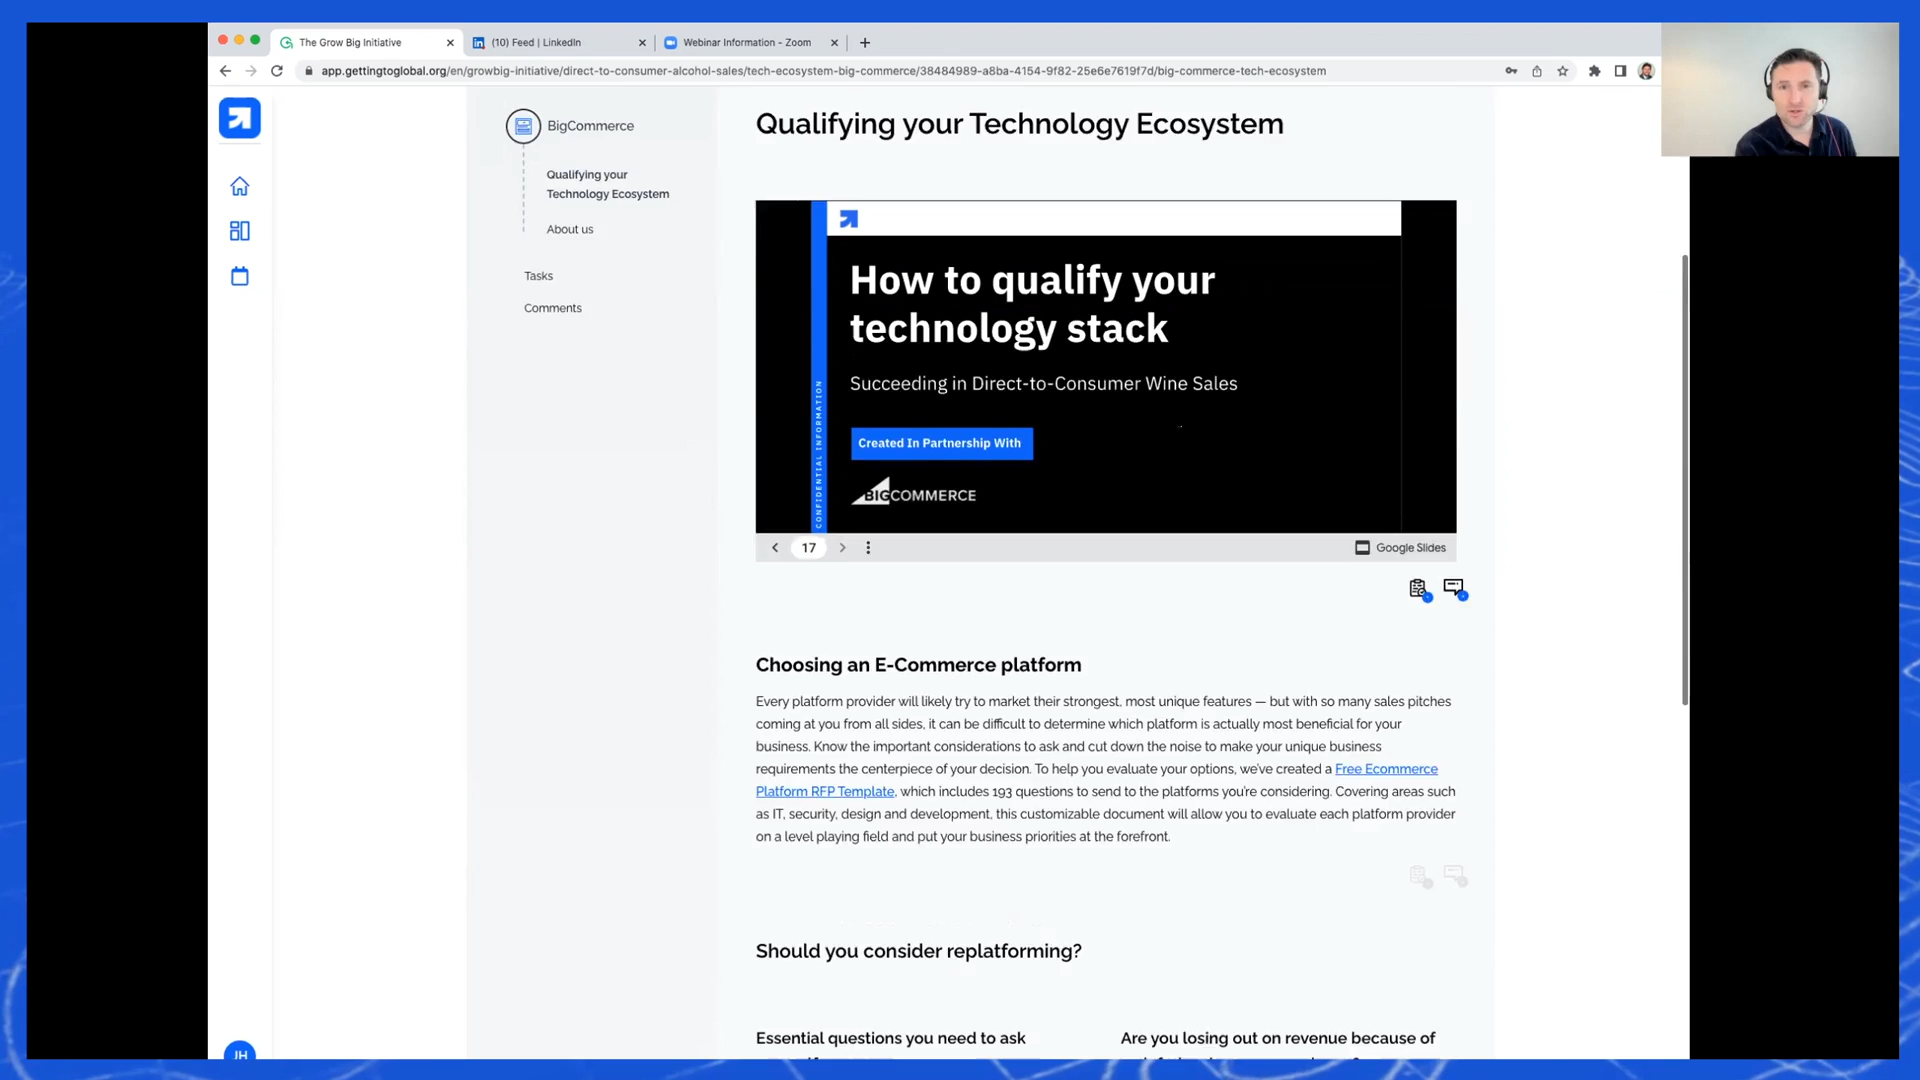 The Grow Big Initiative
(10) Feed | LinkedIn
Webinar Information - Zoom
app.gettingtoglobal.org/en/growbig-initiative/direct-to-consumer-alcohol-sales/tech-ecosystem-big-commerce/38484989-a8ba-4154-9f82-25e6e7619f7d/big-commerce-tech-ecosystem
BigCommerce
Qualifying your
Technology Ecosystem
About us
Tasks
Comments
JH
Qualifying your Technology Ecosystem
CONFIDENTIAL INFORMATION
How to qualify your
technology stack
Succeeding in Direct-to-Consumer Wine Sales
Created In Partnership With
BIGCOMMERCE
17
Google Slides
Choosing an E-Commerce platform
Every platform provider will likely try to market their strongest, most unique features — but with so many sales pitches
coming at you from all sides, it can be difficult to determine which platform is actually most beneficial for your
business. Know the important considerations to ask and cut down the noise to make your unique business
requirements the centerpiece of your decision. To help you evaluate your options, we've created a Free Ecommerce
Platform RFP Template, which includes 193 questions to send to the platforms you're considering. Covering areas such
as IT, security, design and development, this customizable document will allow you to evaluate each platform provider
on a level playing field and put your business priorities at the forefront.
Should you consider replatforming?
Essential questions you need to ask
Are you losing out on revenue because of